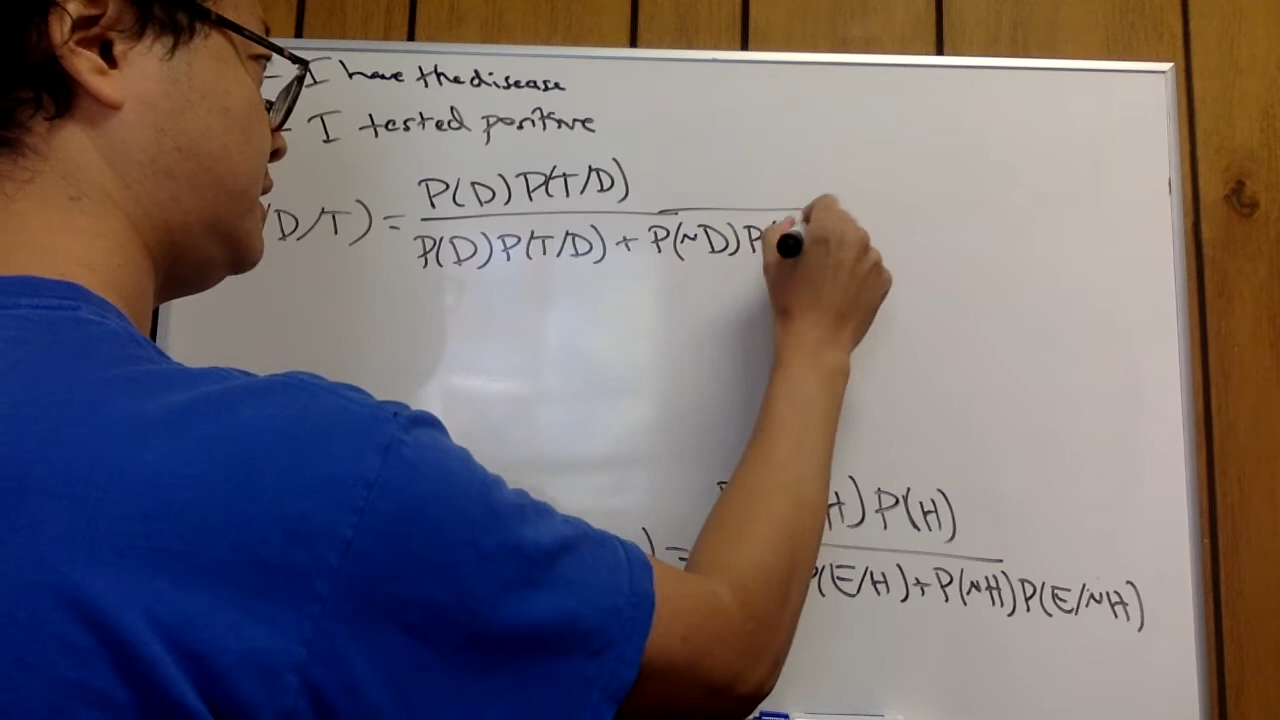 - I have the disease
- I tested positive
(D/T) = P(D)P(T/D)
P(D)P(T/D) + P(~D)P
) = H)P(H)
P(E/H)+P(~H)P(E/~H)